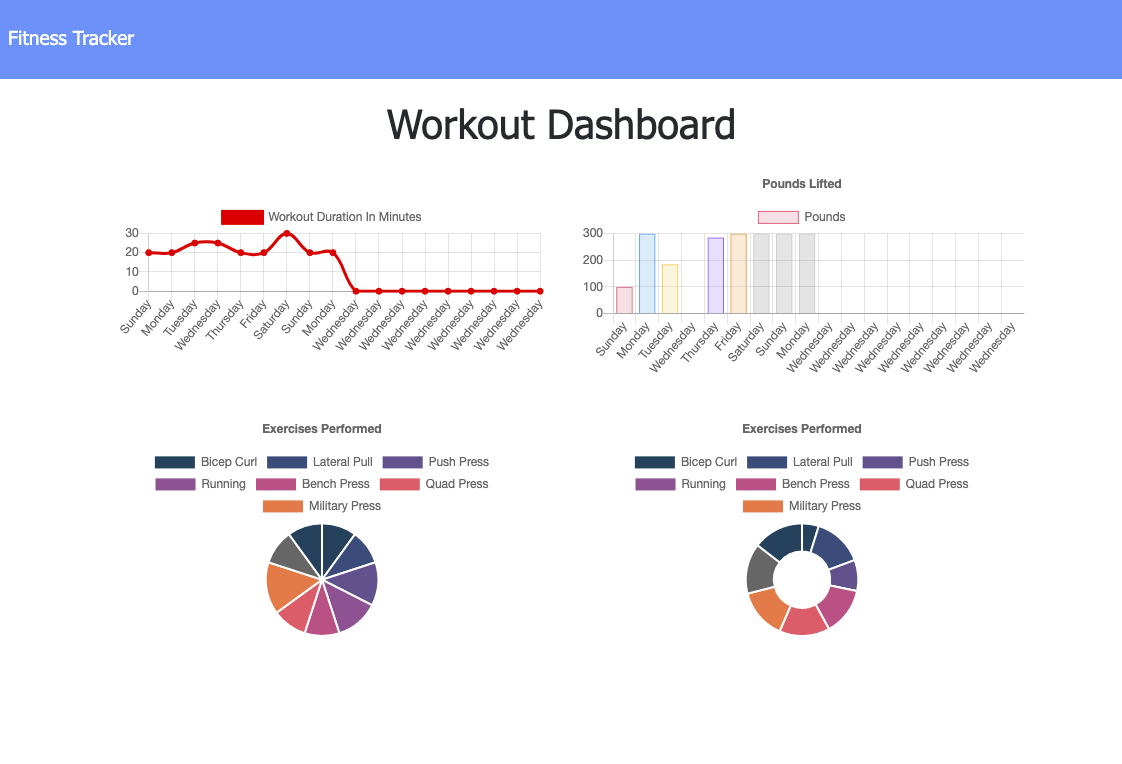 Fitness Tracker
Workout Dashboard
Workout Duration In Minutes
30
20
10
0
Sunday Monday Tuesday Wednesday Thursday Friday Saturday Sunday Monday Wednesday Wednesday Wednesday Wednesday Wednesday Wednesday Wednesday Wednesday Wednesday
Pounds Lifted
Pounds
300
200
100
0
Sunday Monday Tuesday Wednesday Thursday Friday Saturday Sunday Monday Wednesday Wednesday Wednesday Wednesday Wednesday Wednesday Wednesday Wednesday Wednesday
Exercises Performed
Bicep Curl Lateral Pull Push Press
Running Bench Press Quad Press
Military Press
Exercises Performed
Bicep Curl Lateral Pull Push Press
Running Bench Press Quad Press
Military Press